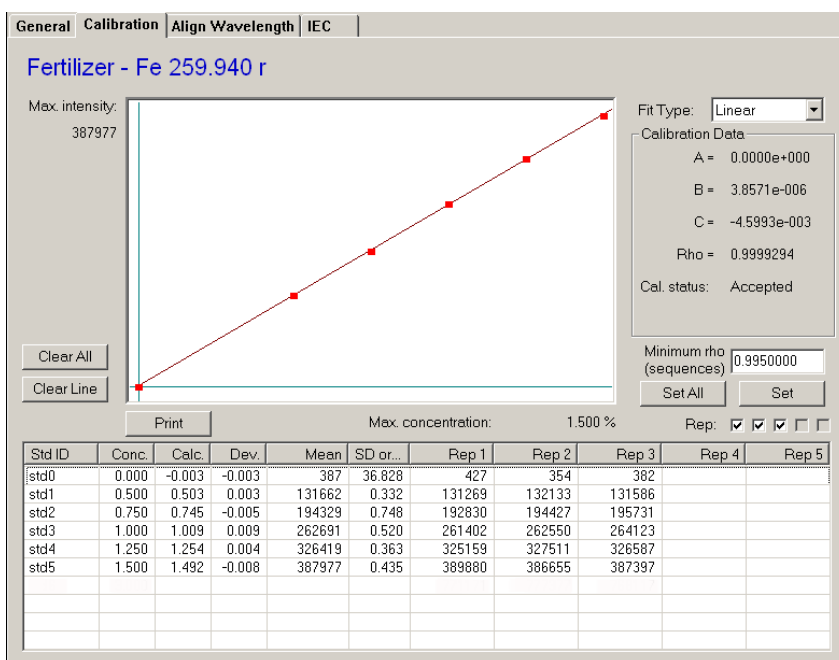 General Calibration Align Wavelength IEC
Fertilizer - Fe 259.940 r
Max. intensity:
387977
Fit Type: Linear
Calibration Data
A = 0.0000e+000
B = 3.8571e-006
C = -4.5993e-003
Rho = 0.9999294
Cal. status: Accepted
Clear All
Clear Line
Minimum rho
(sequences) 0.9950000
Set All Set
Print Max. concentration: 1.500 % Rep:
Std ID Conc. Calc. Dev. Mean SD or... Rep 1 Rep 2 Rep 3 Rep 4 Rep 5
std0 0.000 -0.003 -0.003 387 36.828 427 354 382
std1 0.500 0.503 0.003 131662 0.332 131269 132133 131586
std2 0.750 0.745 -0.005 194329 0.748 192830 194427 195731
std3 1.000 1.009 0.009 262691 0.520 261402 262550 264123
std4 1.250 1.254 0.004 326419 0.363 325159 327511 326587
std5 1.500 1.492 -0.008 387977 0.435 389880 386655 387397